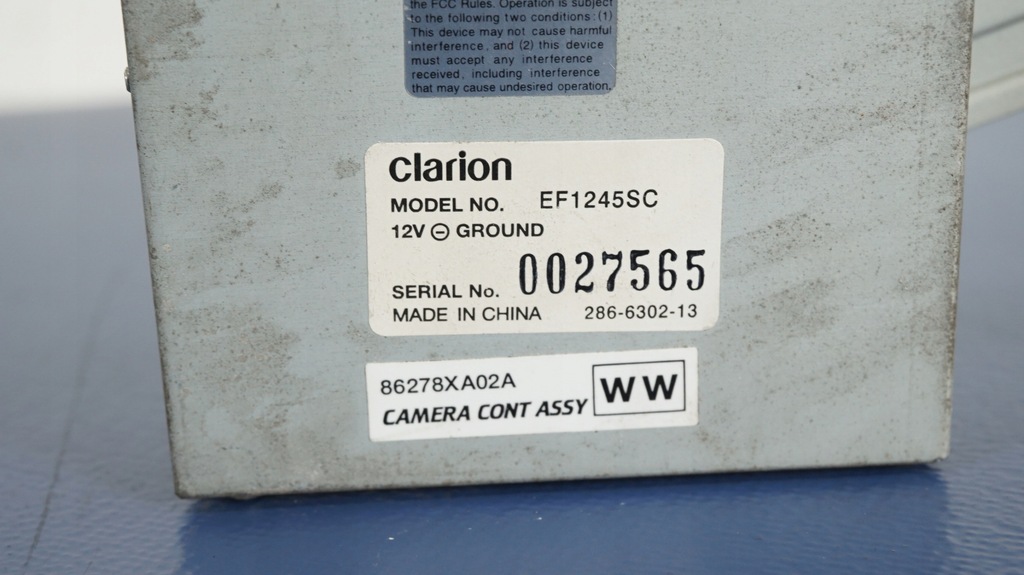 the FCC Rules. Operation is subject
to the following two conditions: (1)
This device may not cause harmful
interference, and (2) this device
must accept any interference
received, including interference
that may cause undesired operation.
clarion
MODEL NO. EF1245SC
12V ⊖ GROUND
SERIAL No. 0027565
MADE IN CHINA 286-6302-13
86278XA02A
CAMERA CONT ASSY
WW